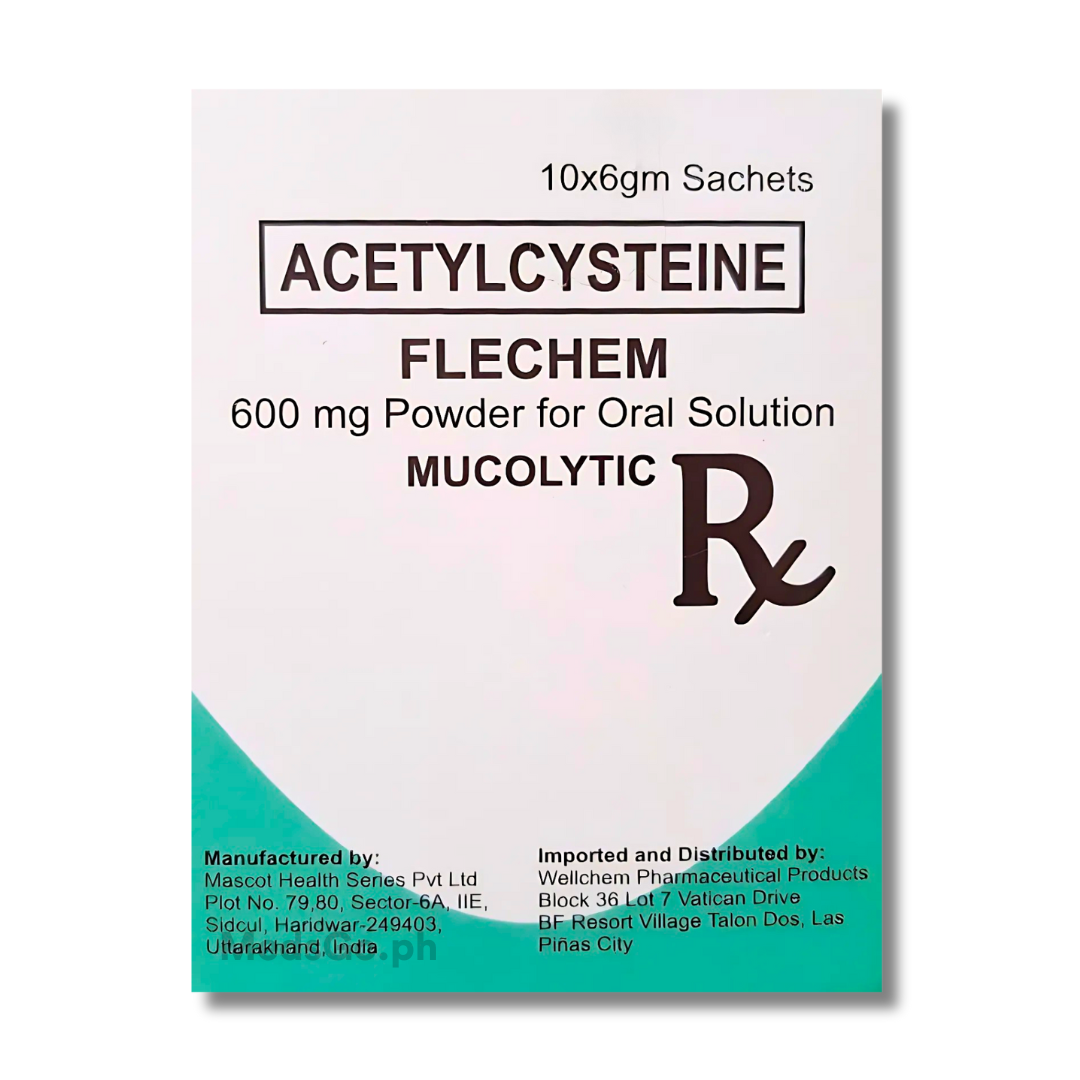 10x6gm Sachets
ACETYLCYSTEINE
FLECHEM
600 mg Powder for Oral Solution
MUCOLYTIC
Rx
Manufactured by:
Mascot Health Series Pvt Ltd
Plot No. 79,80, Sector-6A, IIE,
Sidcul, Haridwar-249403,
Uttarakhand, India
Imported and Distributed by:
Wellchem Pharmaceutical Products
Block 36 Lot 7 Vatican Drive
BF Resort Village Talon Dos, Las
Piñas City
MedsGo.ph